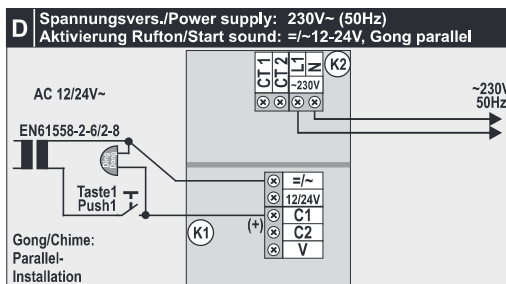 D
Spannungsvers./Power supply: 230V~ (50Hz)
Aktivierung Rufton/Start sound: =/~12-24V, Gong parallel
CT 1
CT 2
L1
N
~230V
K2
~230V
50Hz
AC 12/24V~
EN61558-2-6/2-8
Taste1
Push1
=/~
12/24V
(+)
C1
C2
V
K1
Gong/Chime:
Parallel-
Installation